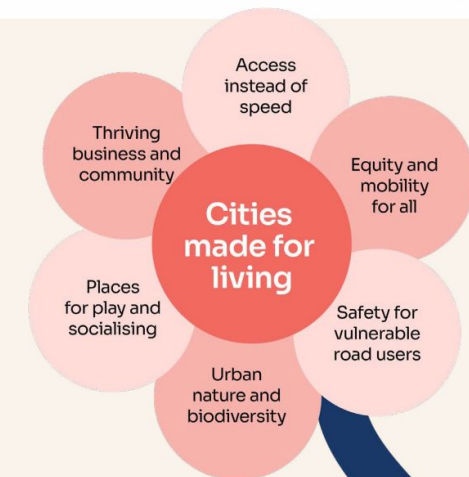 Access
instead of
speed
Thriving
business and
community
Equity and
mobility
for all
Cities
made for
living
Places
for play and
socialising
Safety for
vulnerable
road users
Urban
nature and
biodiversity